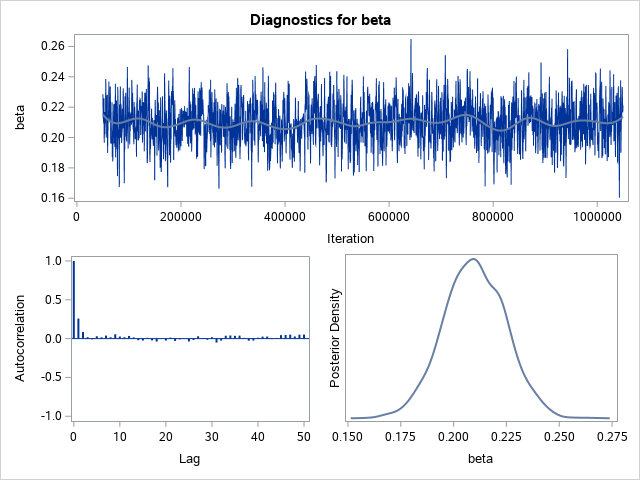 Diagnostics for beta
0.26
0.24
0.22
0.20
0.18
0.16
beta
0 200000 400000 600000 800000 1000000
Iteration
1.0
0.5
0.0
-0.5
-1.0
Autocorrelation
0 10 20 30 40 50
Lag
Posterior Density
0.150 0.175 0.200 0.225 0.250 0.275
beta